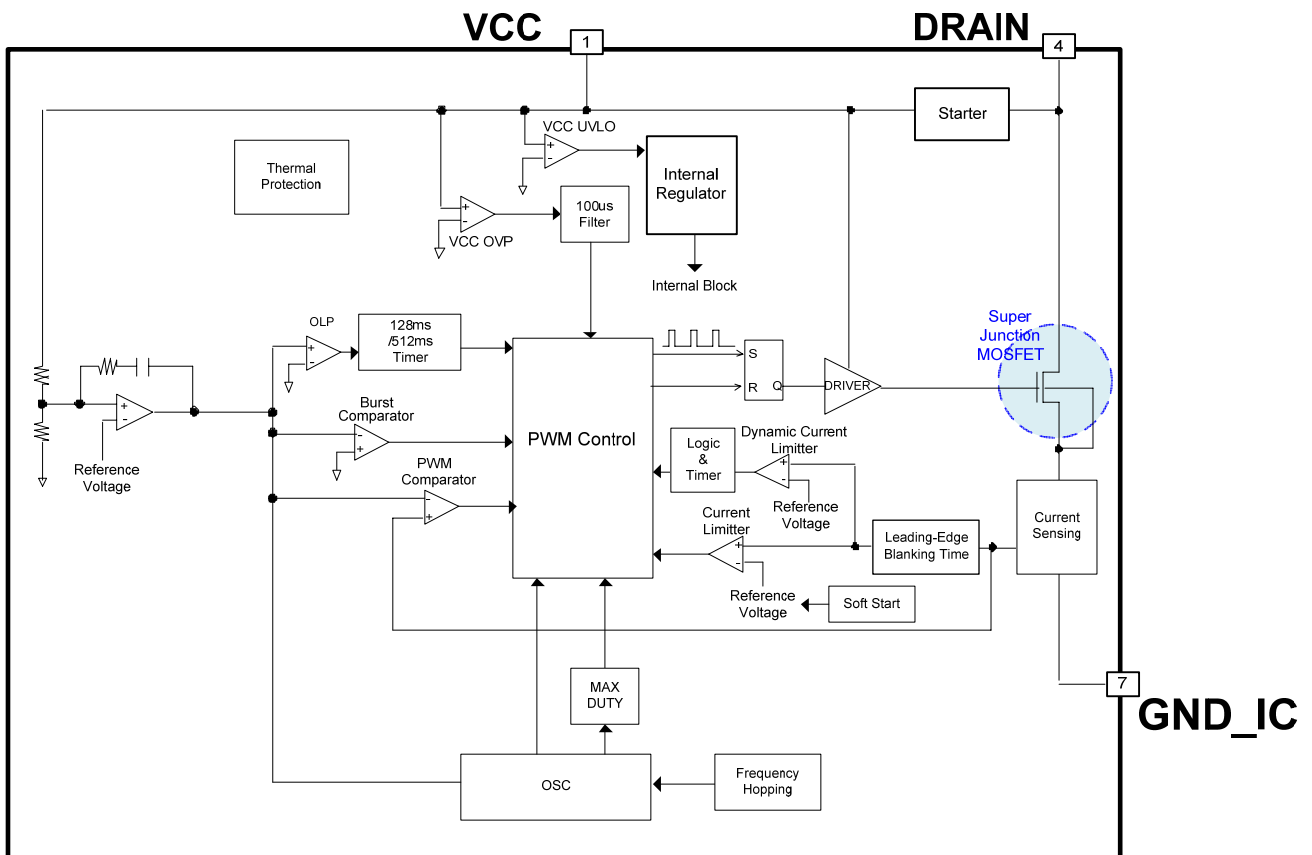 VCC
DRAIN
1
4
Starter
VCC UVLO
+
-
Thermal
Protection
Internal
Regulator
100us
Filter
+
-
VCC OVP
Internal Block
OLP
+
-
128ms
/512ms
Timer
Super
Junction
MOSFET
S
R
Q
DRIVER
PWM Control
Burst
Comparator
-
+
+
-
Reference
Voltage
PWM
Comparator
-
+
Logic
&
Timer
Dynamic Current
Limitter
+
-
Reference
Voltage
Current
Limitter
+
-
Reference
Voltage
Leading-Edge
Blanking Time
Current
Sensing
Soft Start
7
GND_IC
MAX
DUTY
OSC
Frequency
Hopping